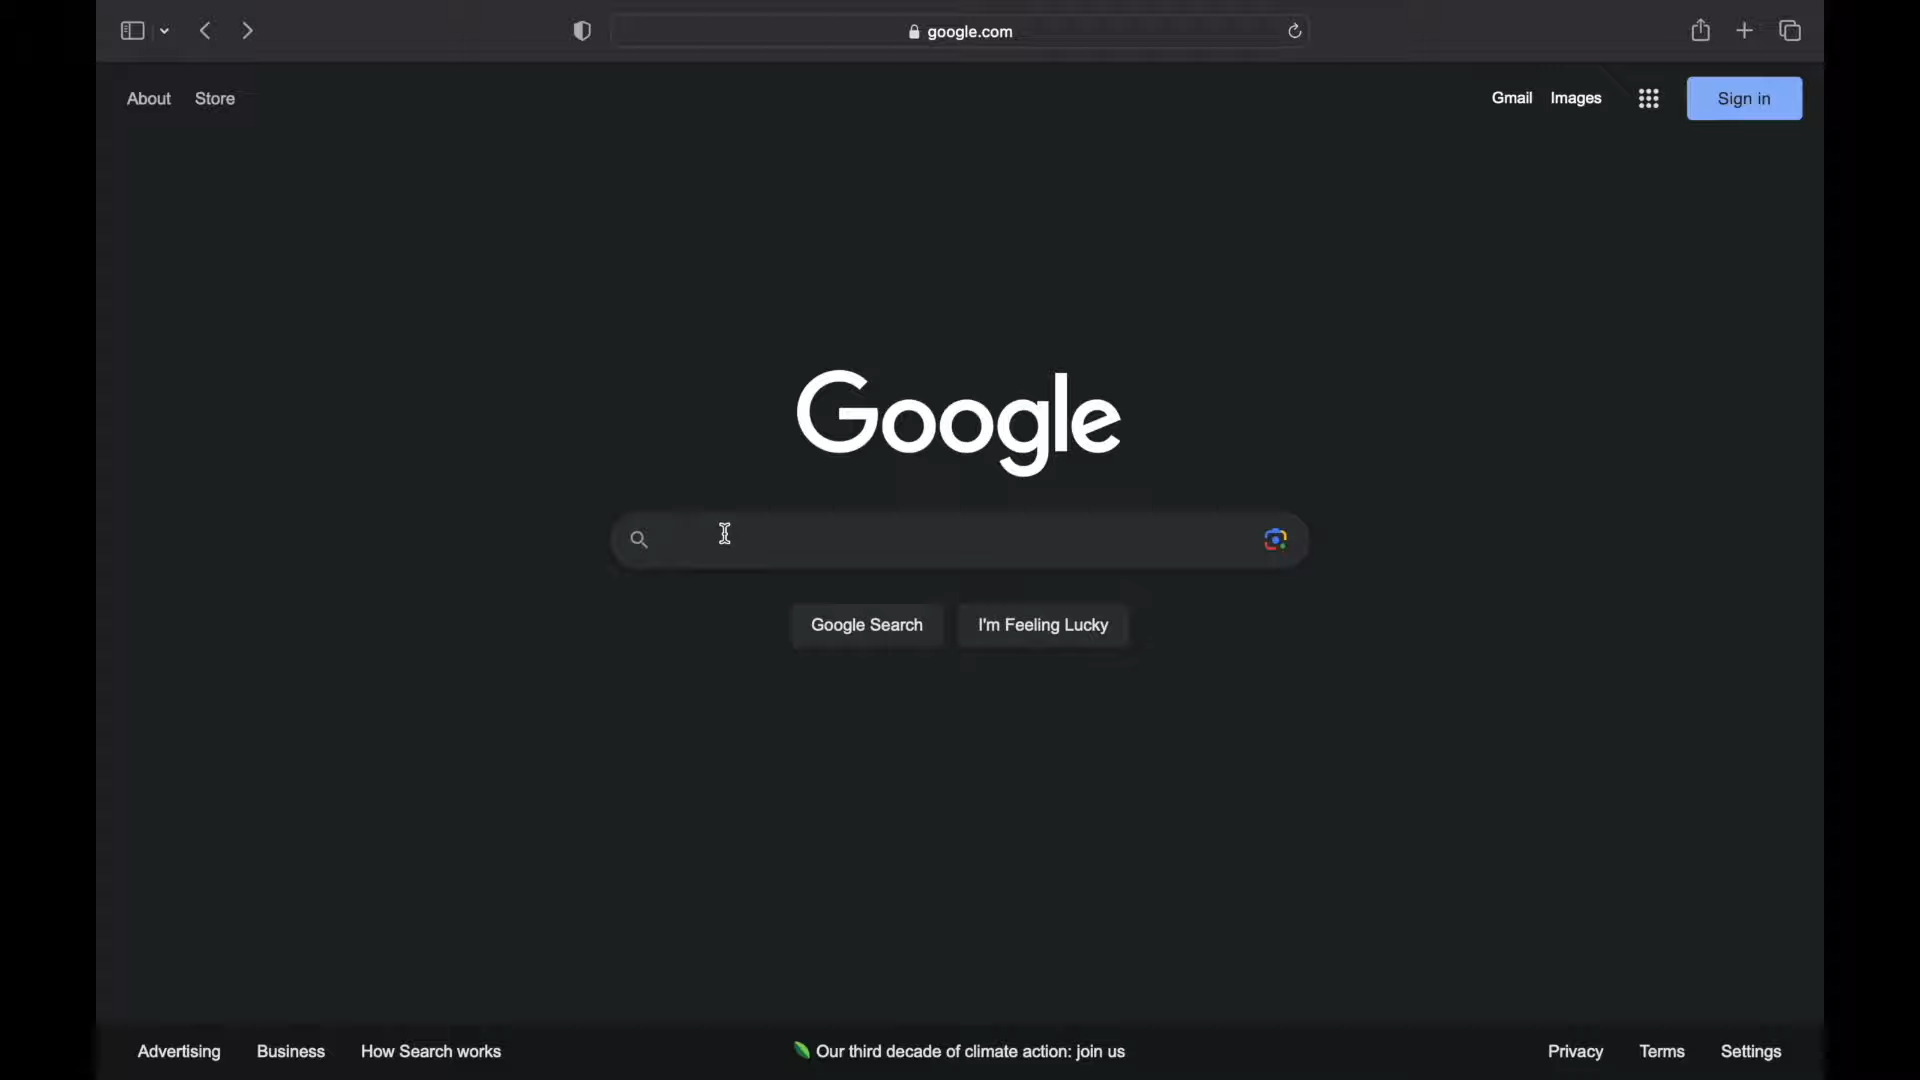 google.com
About Store
Gmail Images Sign in
Google
Google Search I'm Feeling Lucky
Advertising Business How Search works
Our third decade of climate action: join us
Privacy Terms Settings